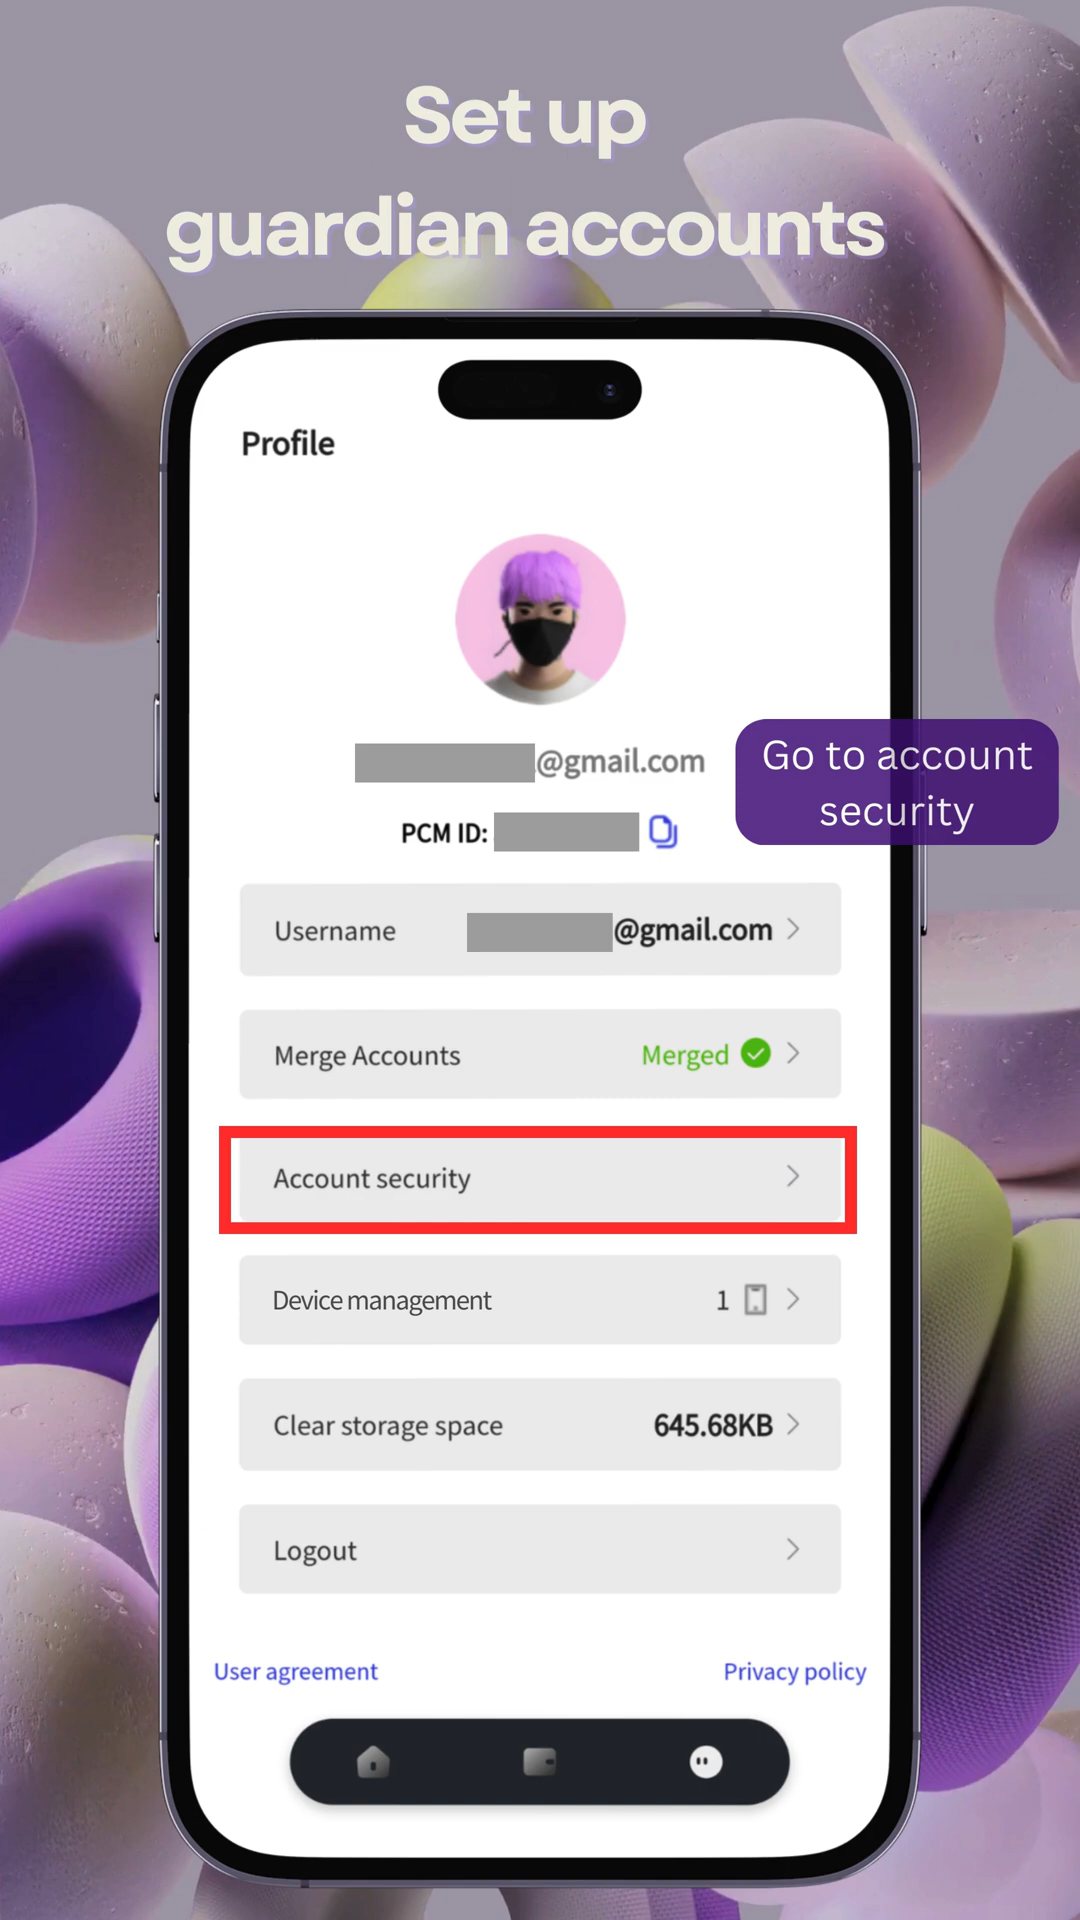 Set up
guardian accounts
Profile
@gmail.com
Go to account
security
PCM ID:
Username @gmail.com
Merge Accounts Merged
Account security
Device management 1
Clear storage space 645.68KB
Logout
User agreement Privacy policy